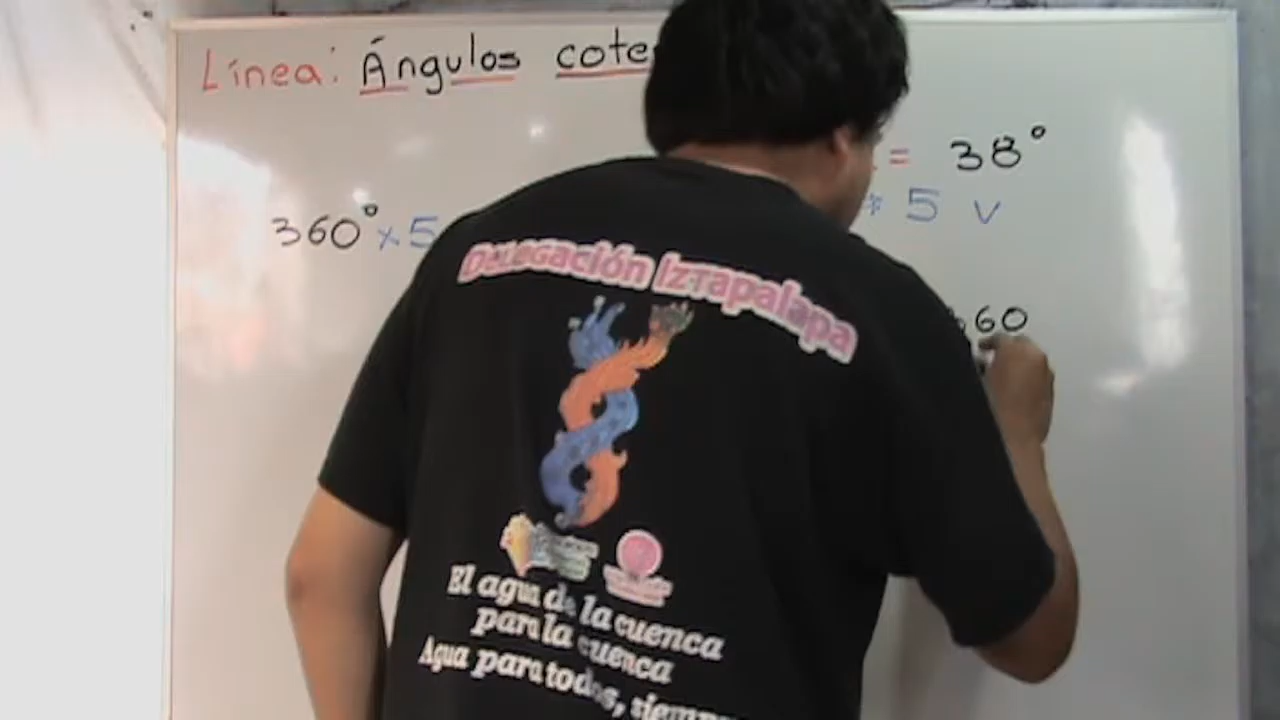 Línea: Ángulos cote
= 38°
* 5 v
360° x 5
60
Delegación Iztapalapa
El agua de la cuenca
para la cuenca
Agua para todos, siempre